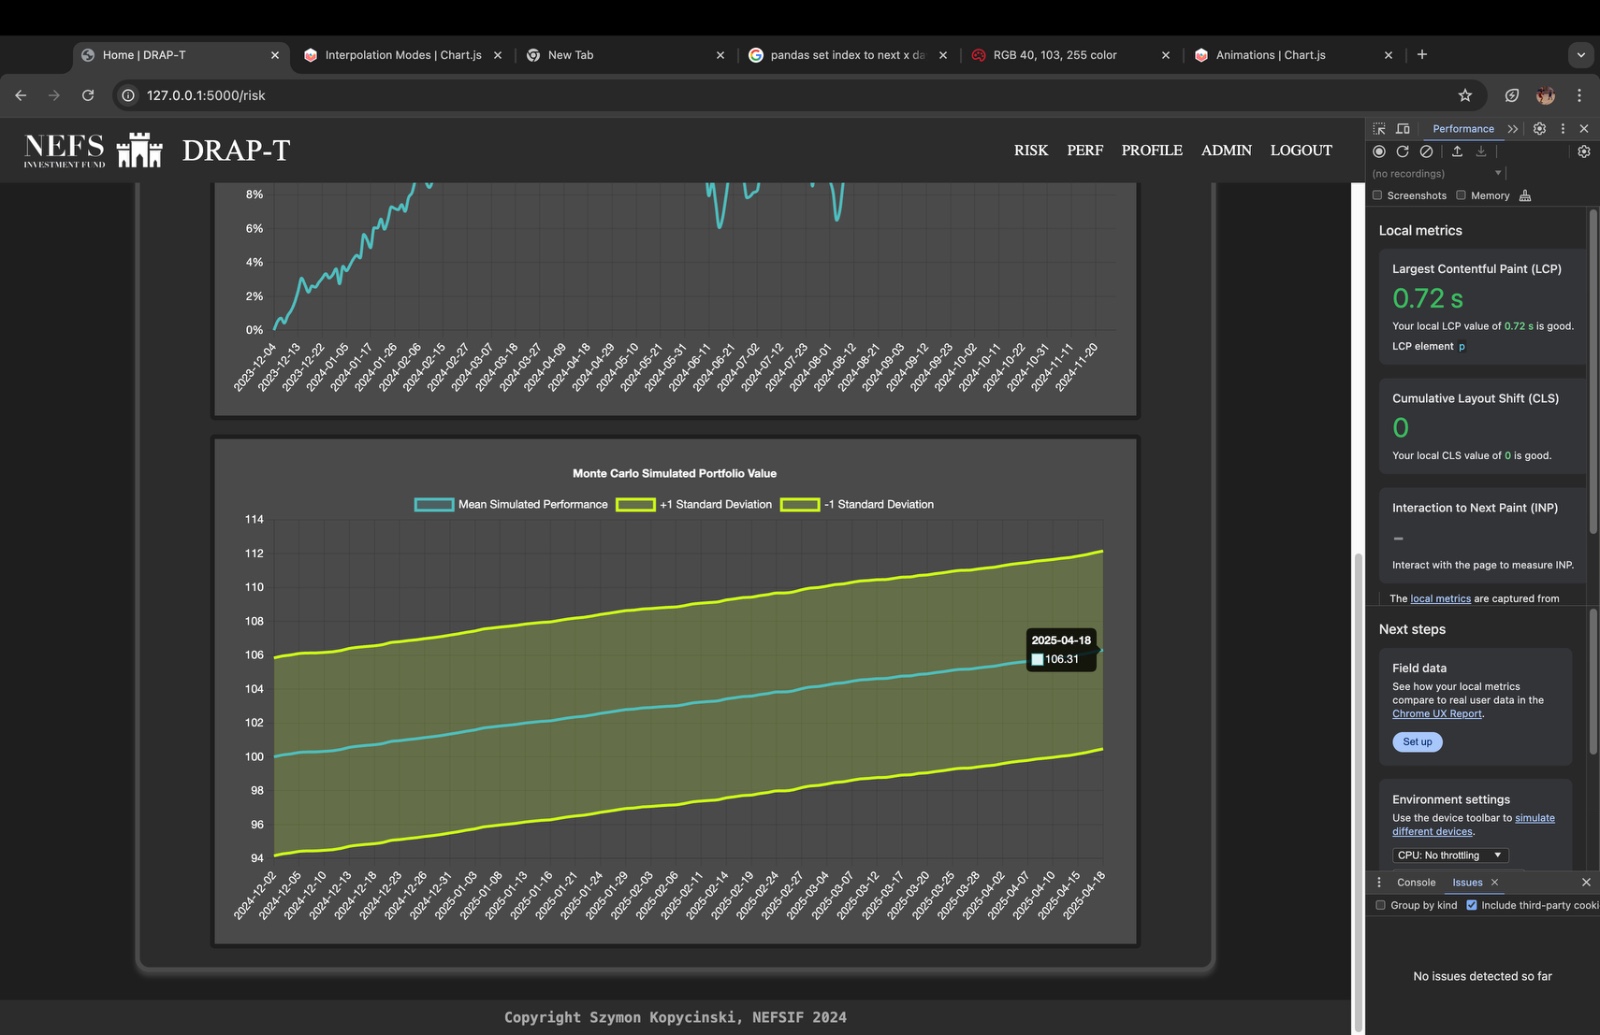 Home | DRAP-T
Interpolation Modes | Chart.js
New Tab
pandas set index to next x da
RGB 40, 103, 255 color
Animations | Chart.js
127.0.0.1:5000/risk
NEFS
INVESTMENT FUND
DRAP-T
RISK PERF PROFILE ADMIN LOGOUT
8%
6%
4%
2%
0%
2023-12-04
2023-12-13
2023-12-22
2024-01-05
2024-01-17
2024-01-26
2024-02-06
2024-02-15
2024-02-27
2024-03-07
2024-03-18
2024-03-27
2024-04-09
2024-04-18
2024-04-29
2024-05-10
2024-05-21
2024-05-31
2024-06-11
2024-06-21
2024-07-02
2024-07-12
2024-07-23
2024-08-01
2024-08-12
2024-08-21
2024-09-03
2024-09-12
2024-09-23
2024-10-02
2024-10-11
2024-10-22
2024-10-31
2024-11-11
2024-11-20
Monte Carlo Simulated Portfolio Value
Mean Simulated Performance +1 Standard Deviation -1 Standard Deviation
114
112
110
108
106
104
102
100
98
96
94
2025-04-18
106.31
2024-12-02
2024-12-05
2024-12-10
2024-12-13
2024-12-18
2024-12-23
2024-12-26
2024-12-31
2025-01-03
2025-01-08
2025-01-13
2025-01-16
2025-01-21
2025-01-24
2025-01-29
2025-02-03
2025-02-06
2025-02-11
2025-02-14
2025-02-19
2025-02-24
2025-02-27
2025-03-04
2025-03-07
2025-03-12
2025-03-17
2025-03-20
2025-03-25
2025-03-28
2025-04-02
2025-04-07
2025-04-10
2025-04-15
2025-04-18
Copyright Szymon Kopycinski, NEFSIF 2024
Performance
(no recordings)
Screenshots Memory
Local metrics
Largest Contentful Paint (LCP)
0.72 s
Your local LCP value of 0.72 s is good.
LCP element p
Cumulative Layout Shift (CLS)
0
Your local CLS value of 0 is good.
Interaction to Next Paint (INP)
-
Interact with the page to measure INP.
The local metrics are captured from
Next steps
Field data
See how your local metrics
compare to real user data in the
Chrome UX Report.
Set up
Environment settings
Use the device toolbar to simulate
different devices.
CPU: No throttling
Console Issues
Group by kind Include third-party cooki
No issues detected so far